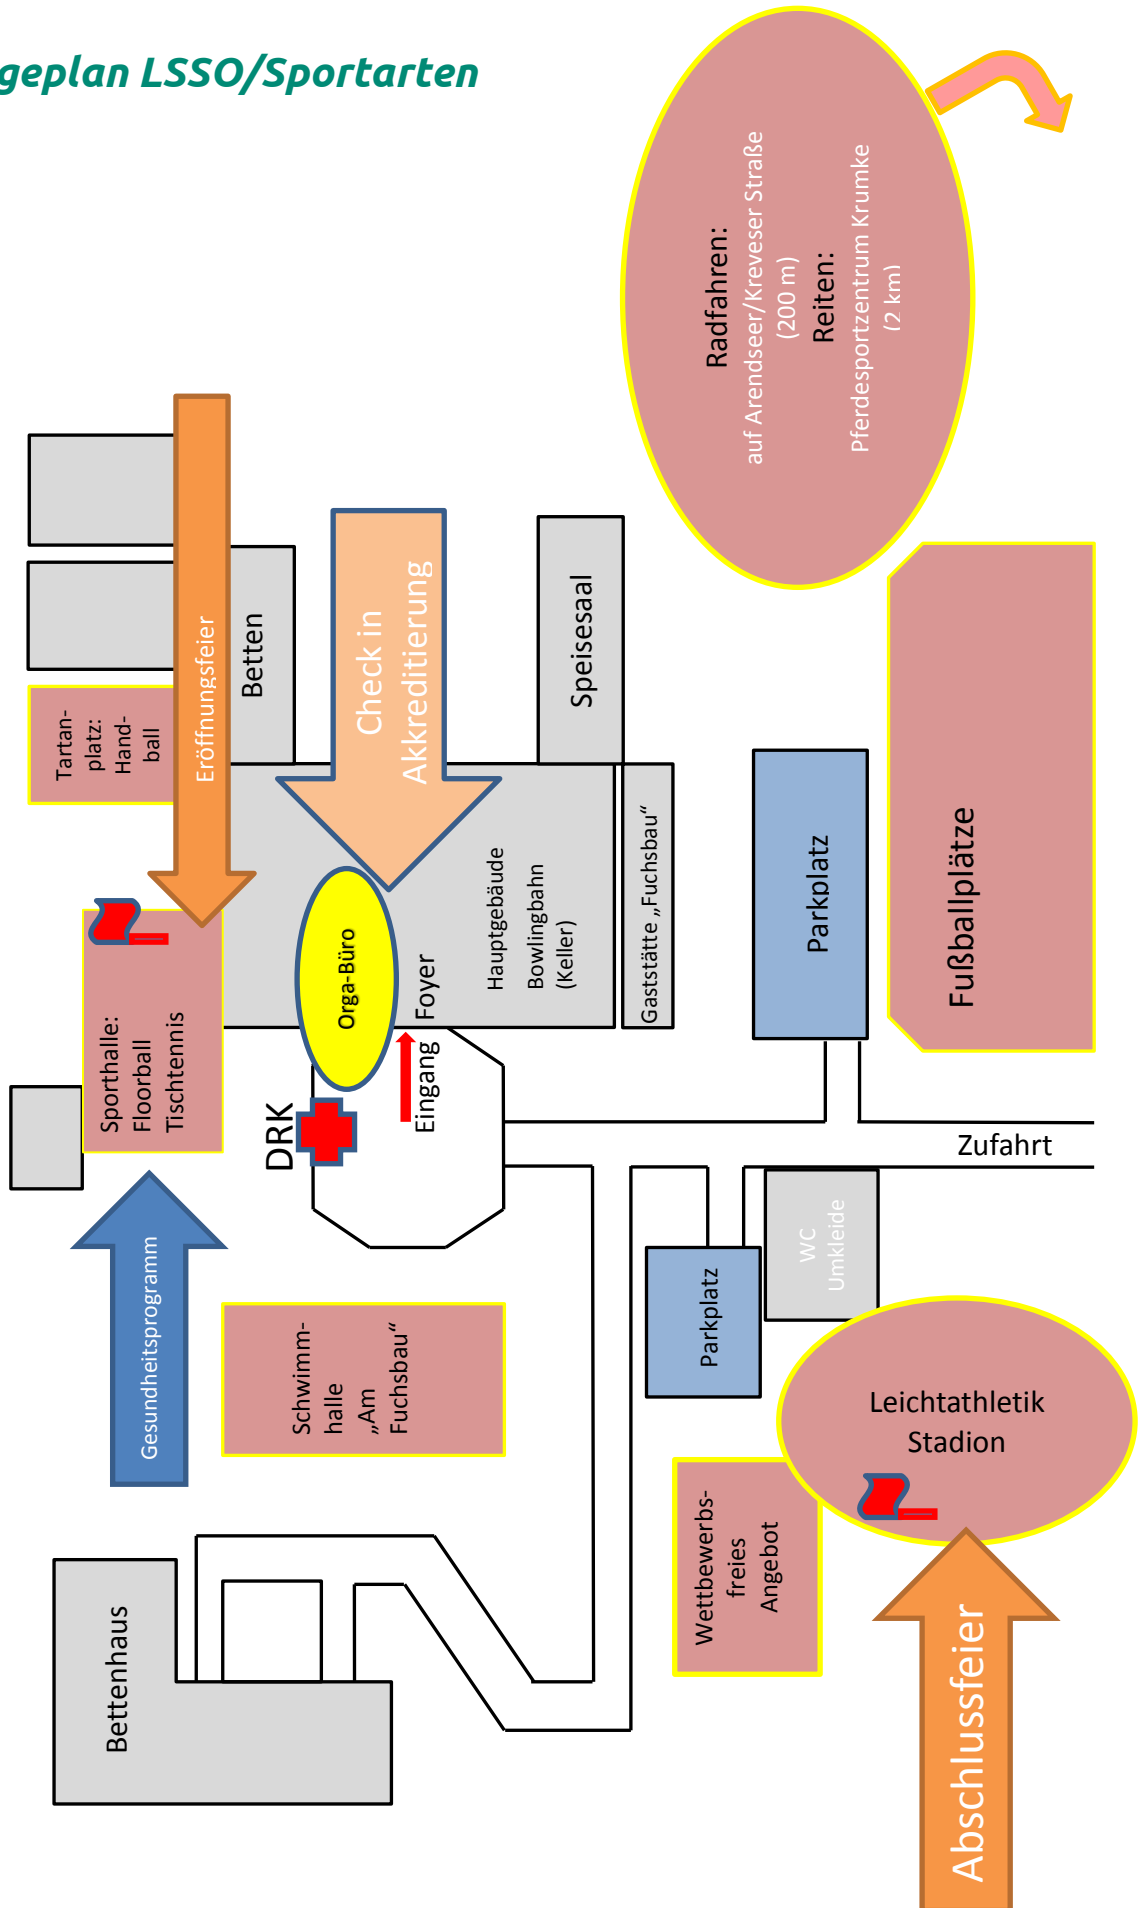 geplan LSSO/Sportarten
Radfahren:
auf Arendseer/Kreveser Straße
(200 m)
Reiten:
Pferdesportzentrum Krumke
(2 km)
Tartan-
platz:
Hand-
ball
Eröffnungsfeier
Betten
Check in
Akkreditierung
Speisesaal
Sporthalle:
Floorball
Tischtennis
Orga-Büro
Foyer
Hauptgebäude
Bowlingbahn
(Keller)
Gaststätte „Fuchsbau“
Parkplatz
Fußballplätze
DRK
Eingang
Zufahrt
Gesundheitsprogramm
Schwimm-
halle
„Am
Fuchsbau“
Parkplatz
WC
Umkleide
Leichtathletik
Stadion
Wettbewerbs-
freies
Angebot
Bettenhaus
Abschlussfeier